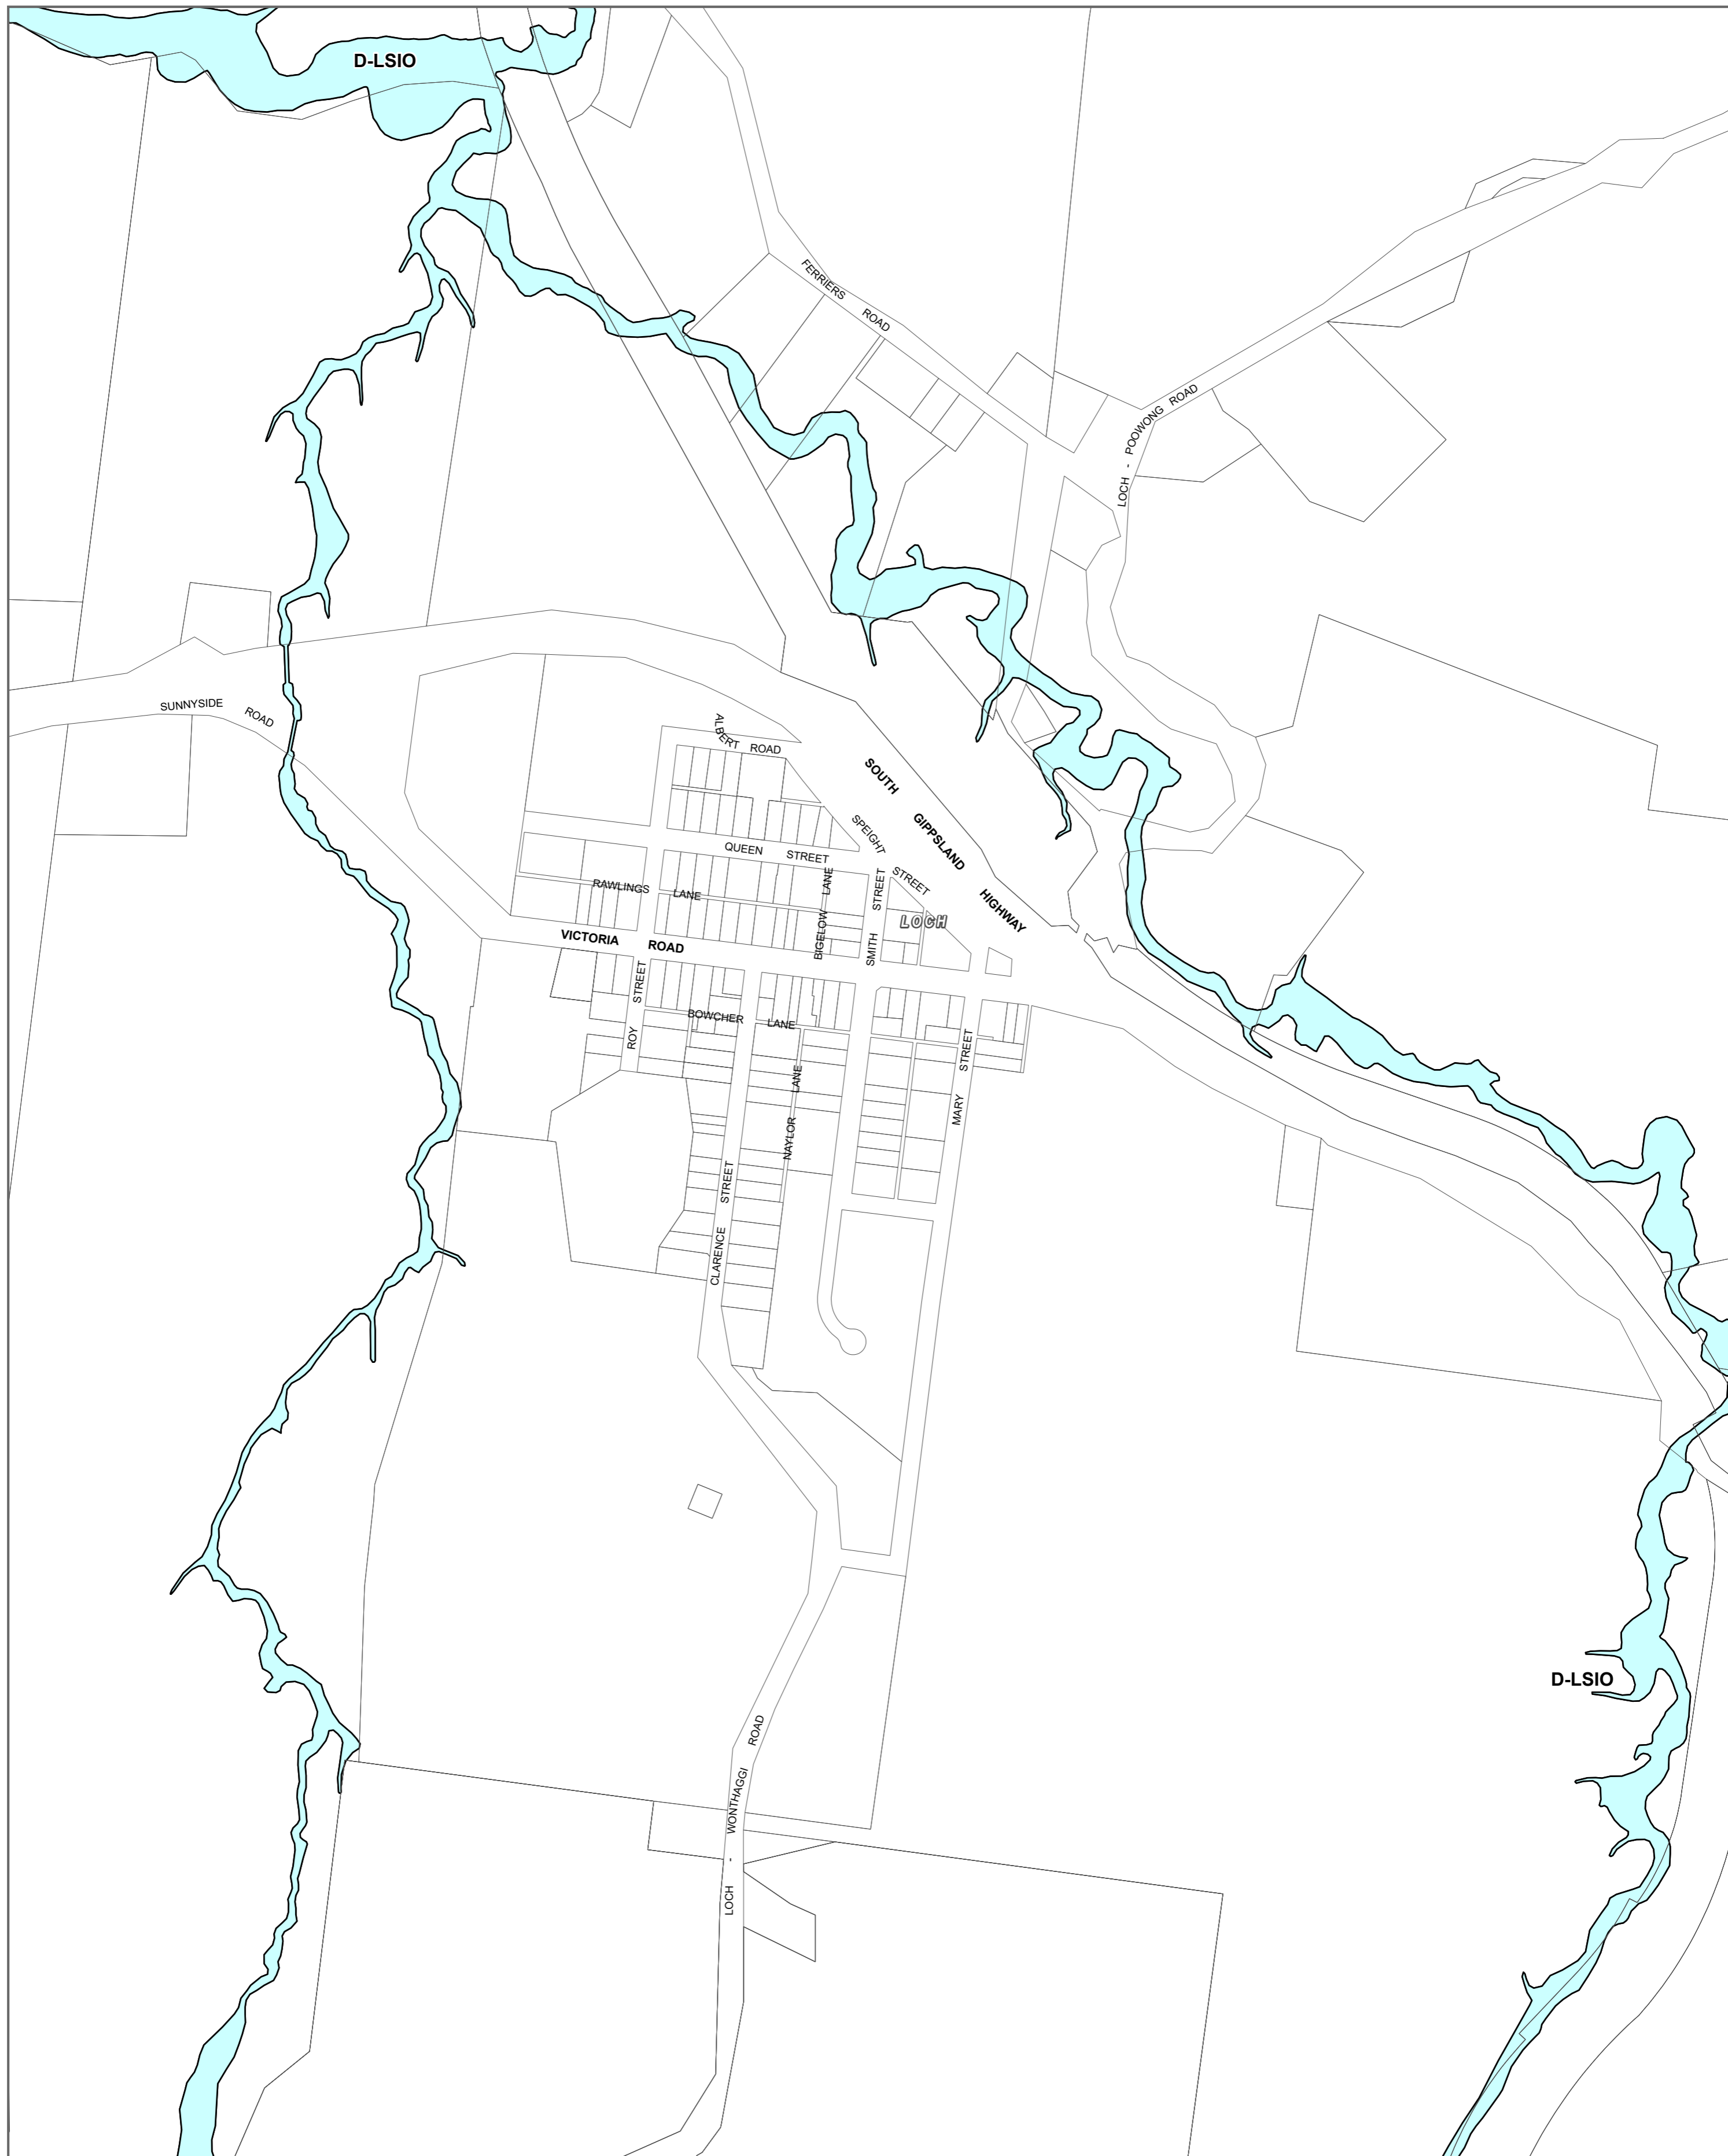 D-LSIO
FERRIERS ROAD
LOCH - POOWONG ROAD
SUNNYSIDE ROAD
ALBERT ROAD
SOUTH GIPPSLAND HIGHWAY
SPEIGHT STREET
QUEEN STREET
RAWLINGS LANE
BIGELOW LANE
SMITH STREET
LOCH
VICTORIA ROAD
ROY STREET
BOWCHER LANE
NAYLOR LANE
MARY STREET
CLARENCE STREET
D-LSIO
LOCH - WONTHAGGI ROAD